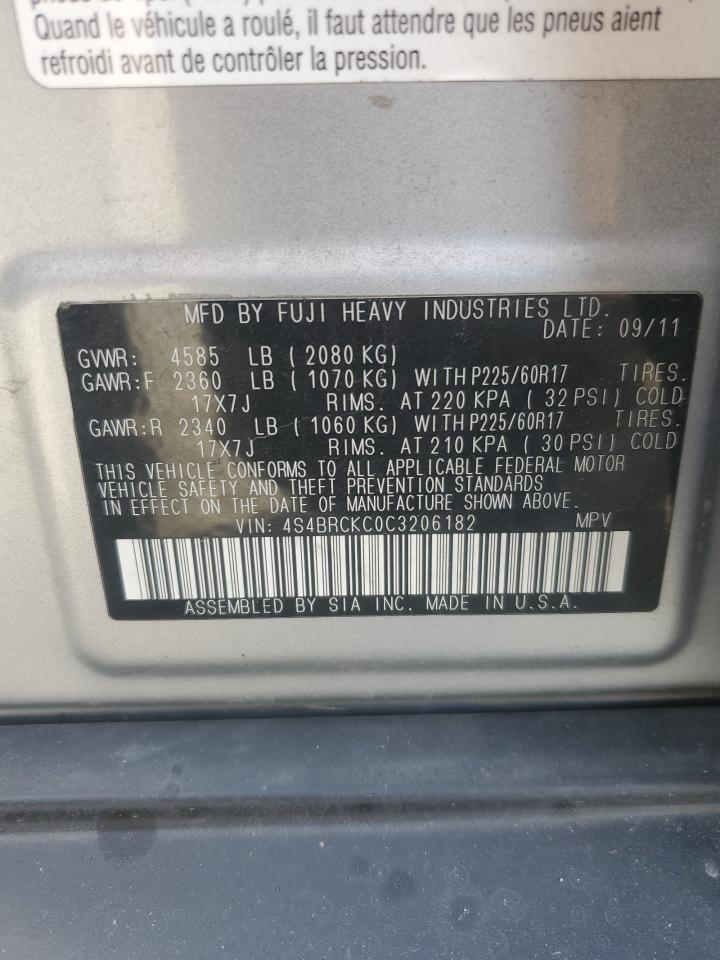 Quand le véhicule a roulé, il faut attendre que les pneus aient
refroidi avant de contrôler la pression.
MFD BY FUJI HEAVY INDUSTRIES LTD.
DATE: 09/11
GVWR: 4585 LB ( 2080 KG)
GAWR:F 2360 LB ( 1070 KG) WITH P225/60R17 TIRES.
17X7J RIMS. AT 220 KPA ( 32 PSI) COLD
GAWR:R 2340 LB ( 1060 KG) WITH P225/60R17 TIRES.
17X7J RIMS. AT 210 KPA ( 30 PSI) COLD
THIS VEHICLE CONFORMS TO ALL APPLICABLE FEDERAL MOTOR
VEHICLE SAFETY AND THEFT PREVENTION STANDARDS
IN EFFECT ON THE DATE OF MANUFACTURE SHOWN ABOVE.
VIN: 4S4BRCKC0C3206182 MPV
ASSEMBLED BY SIA INC. MADE IN U.S.A.